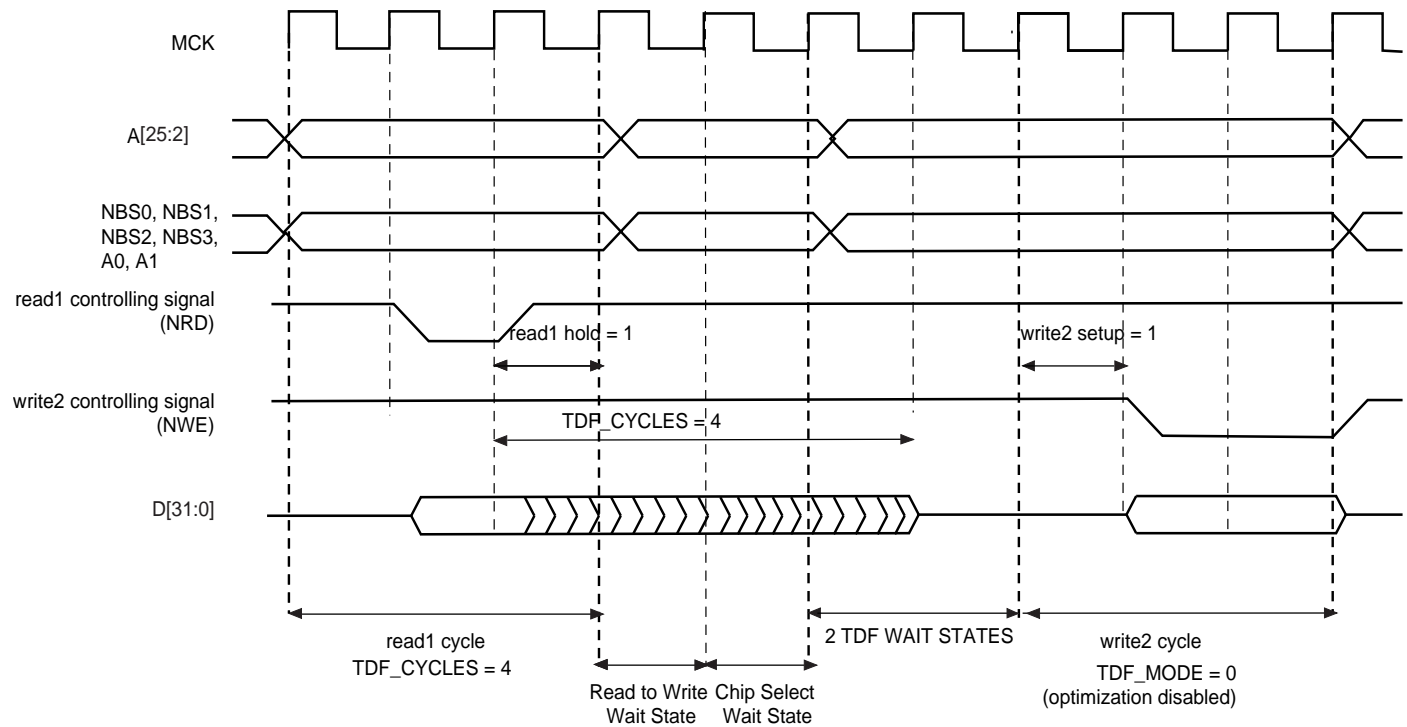 MCK
A[25:2]
NBS0, NBS1,
NBS2, NBS3,
A0, A1
read1 controlling signal
(NRD)
read1 hold = 1
write2 setup = 1
write2 controlling signal
(NWE)
TDF_CYCLES = 4
D[31:0]
read1 cycle
TDF_CYCLES = 4
2 TDF WAIT STATES
write2 cycle
TDF_MODE = 0
(optimization disabled)
Read to Write
Wait State
Chip Select
Wait State